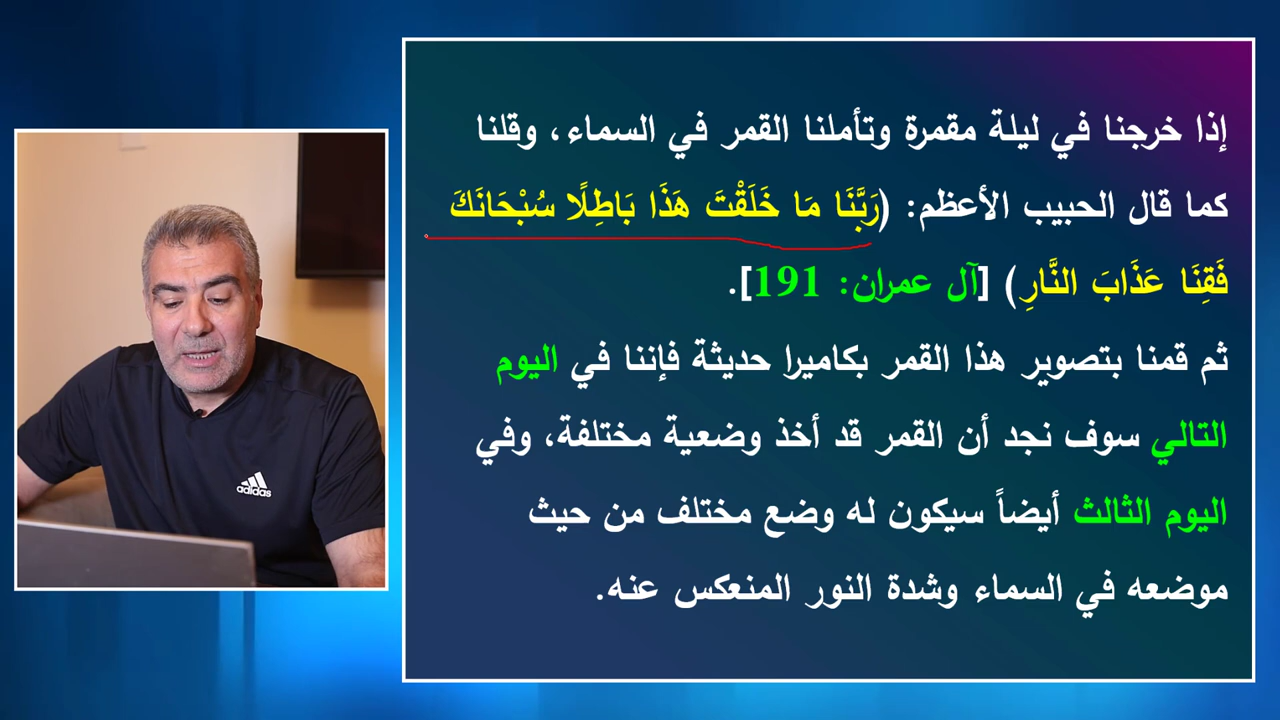 إذا خرجنا في ليلة مقمرة وتأملنا القمر في السماء، وقلنا
كما قال الحبيب الأعظم: (رَبَّنَا مَا خَلَقْتَ هَذَا بَاطِلًا سُبْحَانَكَ
فَقِنَا عَذَابَ النَّارِ) [آل عمران: 191].
ثم قمنا بتصوير هذا القمر بكاميرا حديثة فإننا في اليوم
التالي سوف نجد أن القمر قد أخذ وضعية مختلفة، وفي
اليوم الثالث أيضاً سيكون له وضع مختلف من حيث
موضعه في السماء وشدة النور المنعكس عنه.
adidas